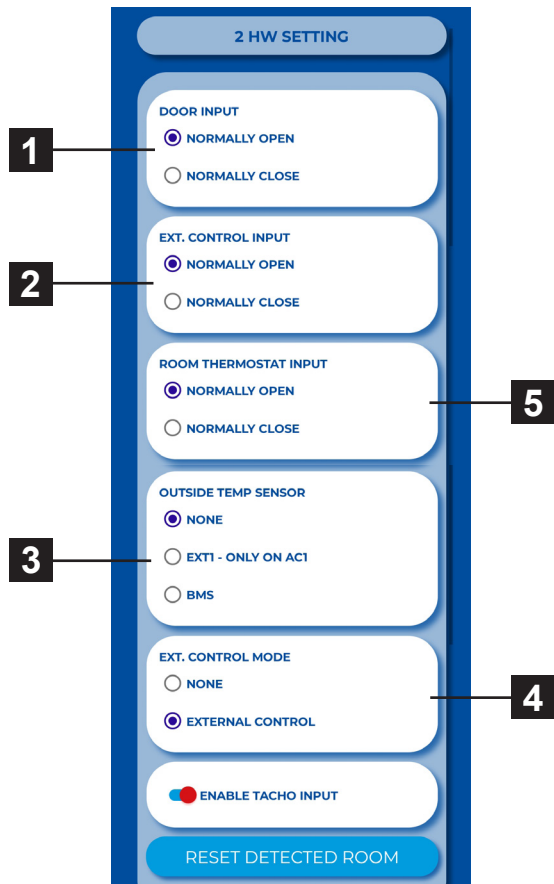 2 HW SETTING
DOOR INPUT
NORMALLY OPEN
NORMALLY CLOSE
1
EXT. CONTROL INPUT
NORMALLY OPEN
NORMALLY CLOSE
2
ROOM THERMOSTAT INPUT
NORMALLY OPEN
NORMALLY CLOSE
5
OUTSIDE TEMP SENSOR
NONE
EXT1 - ONLY ON AC1
BMS
3
EXT. CONTROL MODE
NONE
EXTERNAL CONTROL
4
ENABLE TACHO INPUT
RESET DETECTED ROOM